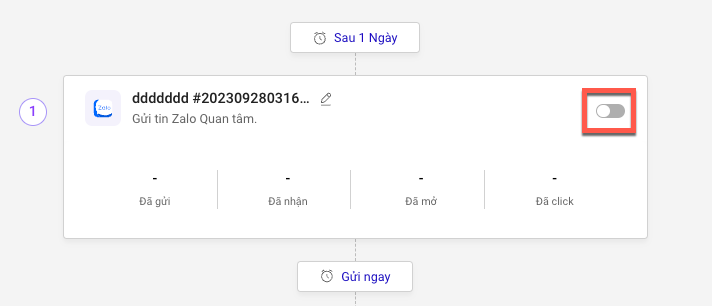 Sau 1 Ngày
1
Zalo
ddddddd #202309280316...
Gửi tin Zalo Quan tâm.
- - - -
Đã gửi Đã nhận Đã mở Đã click
Gửi ngay